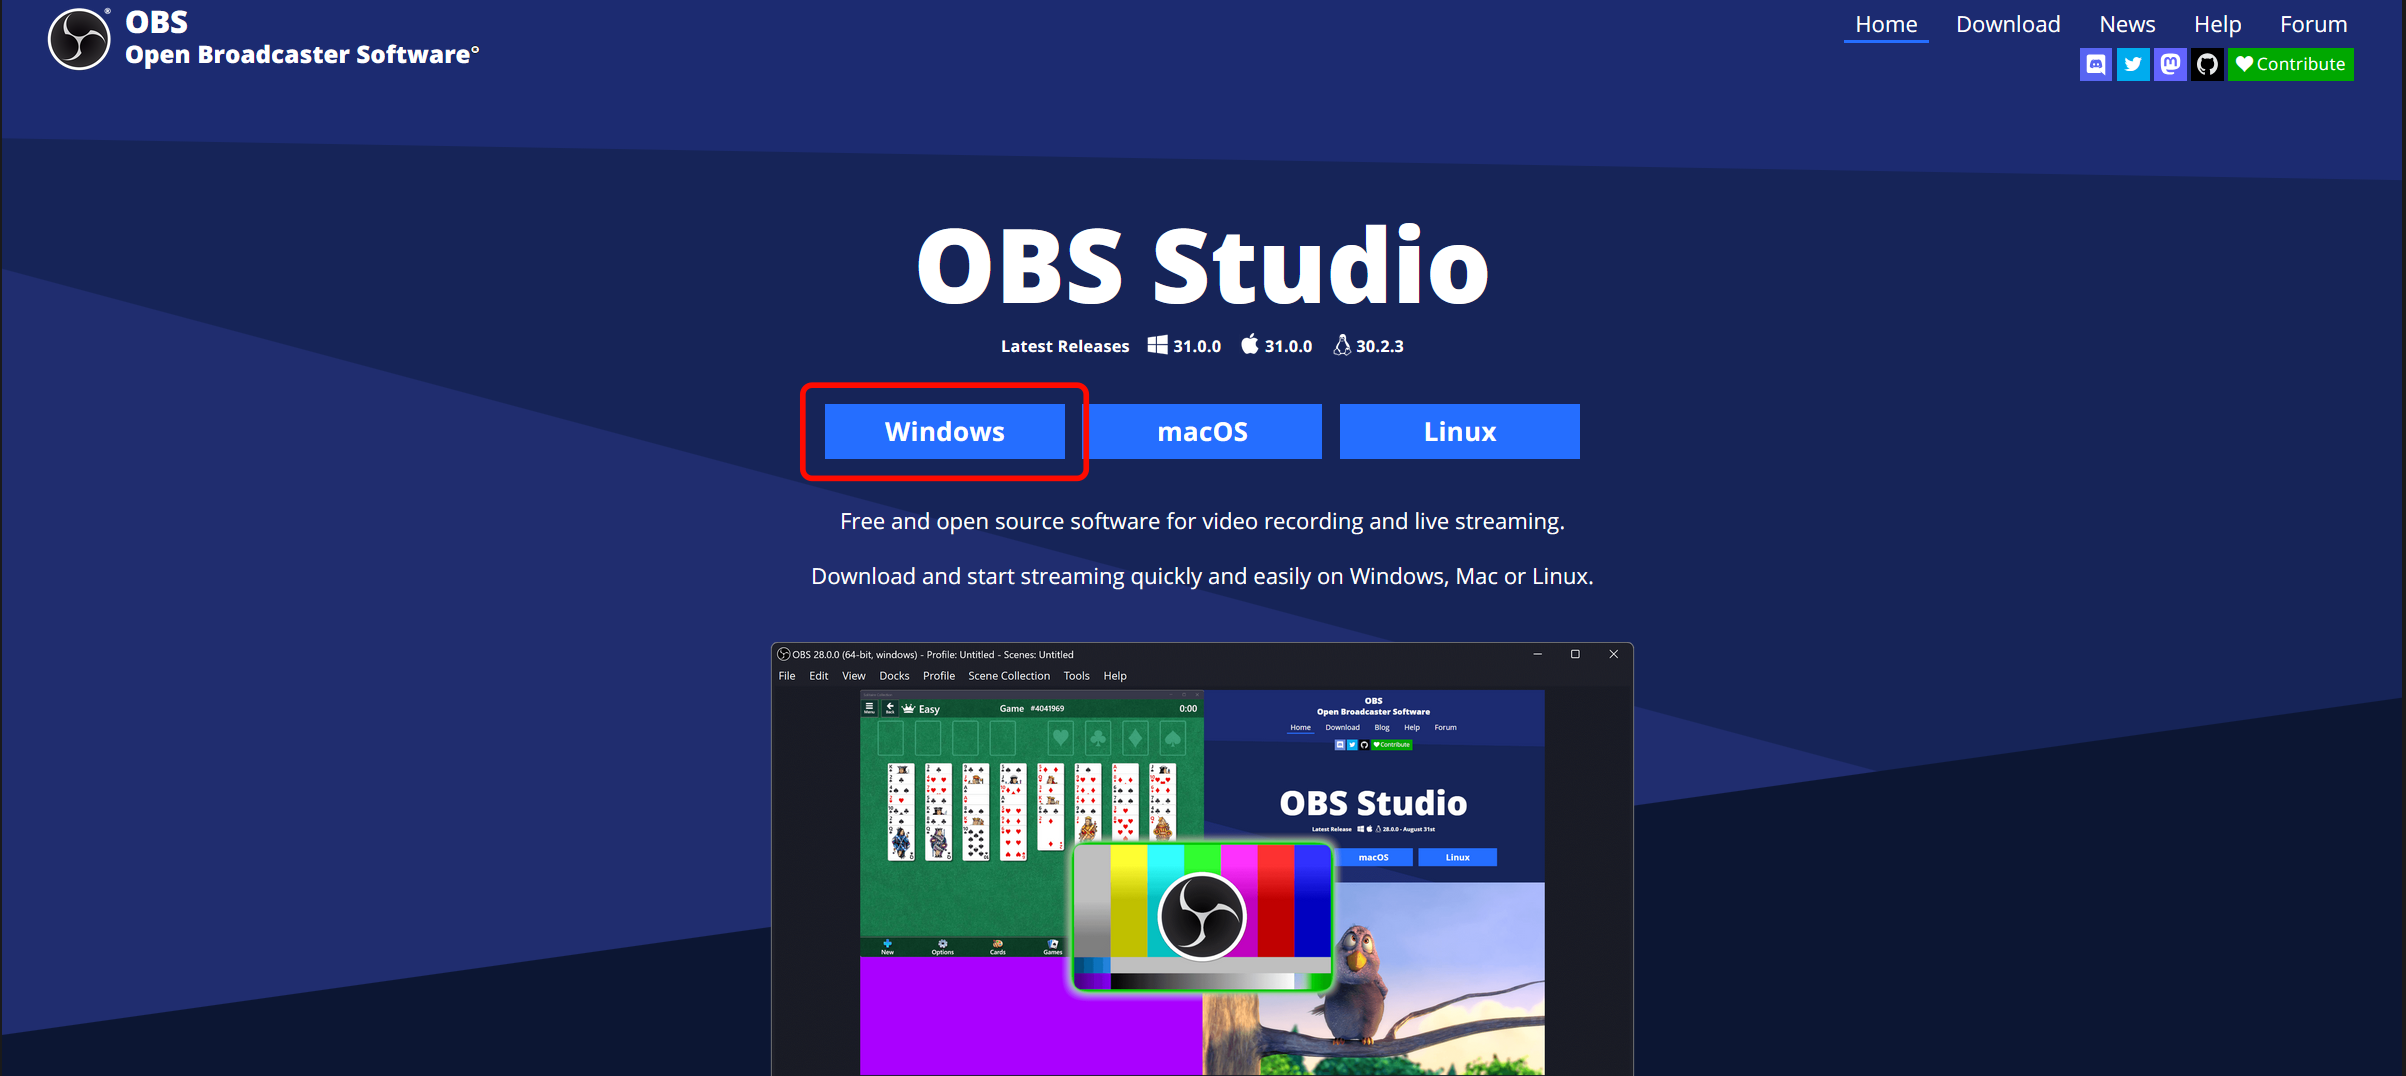 OBS
Open Broadcaster Software®
Home Download News Help Forum
Contribute
OBS Studio
Latest Releases 31.0.0 31.0.0 30.2.3
Windows macOS Linux
Free and open source software for video recording and live streaming.
Download and start streaming quickly and easily on Windows, Mac or Linux.
OBS 28.0.0 (64-bit, windows) - Profile: Untitled - Scenes: Untitled
File Edit View Docks Profile Scene Collection Tools Help
Menu Back Easy Game #4041969 0:00
New Options Cards Games
OBS
Open Broadcaster Software
Home Download Blog Help Forum
Contribute
OBS Studio
Latest Release 28.0.0 - August 31st
macOS Linux